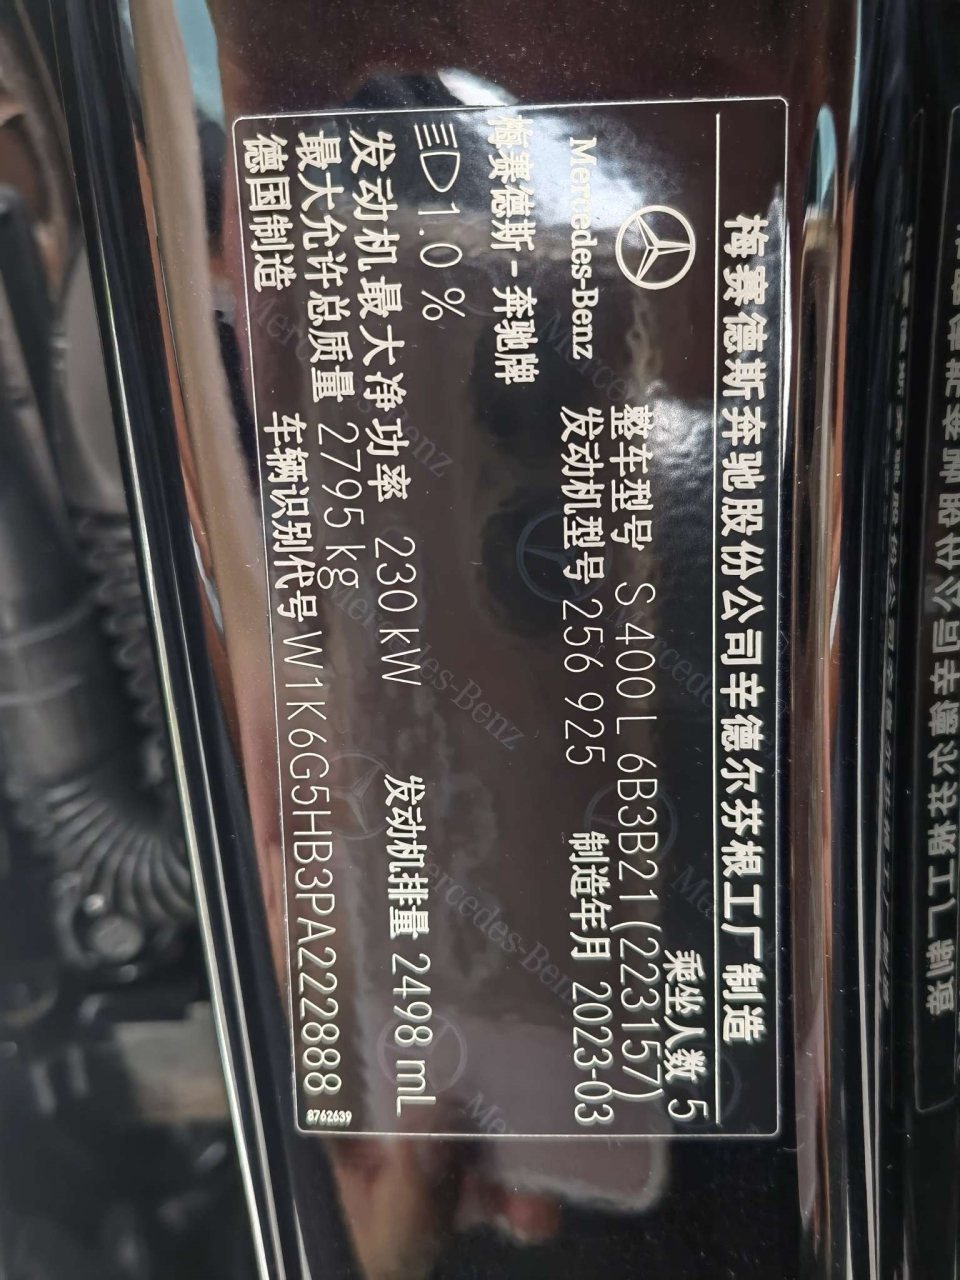 梅赛德斯奔驰股份公司辛德尔芬根工厂制造
乘坐人数 5
整车型号 S 400 L 6B3B21 (223157)
Mercedes-Benz
发动机型号 256 925
制造年月 2023-03
梅赛德斯-奔驰牌
1.0 %
发动机最大净功率 230 kW
发动机排量 2498 mL
最大允许总质量 2795 kg
德国制造
车辆识别代号 W1K6G5HB3PA222888
8762639